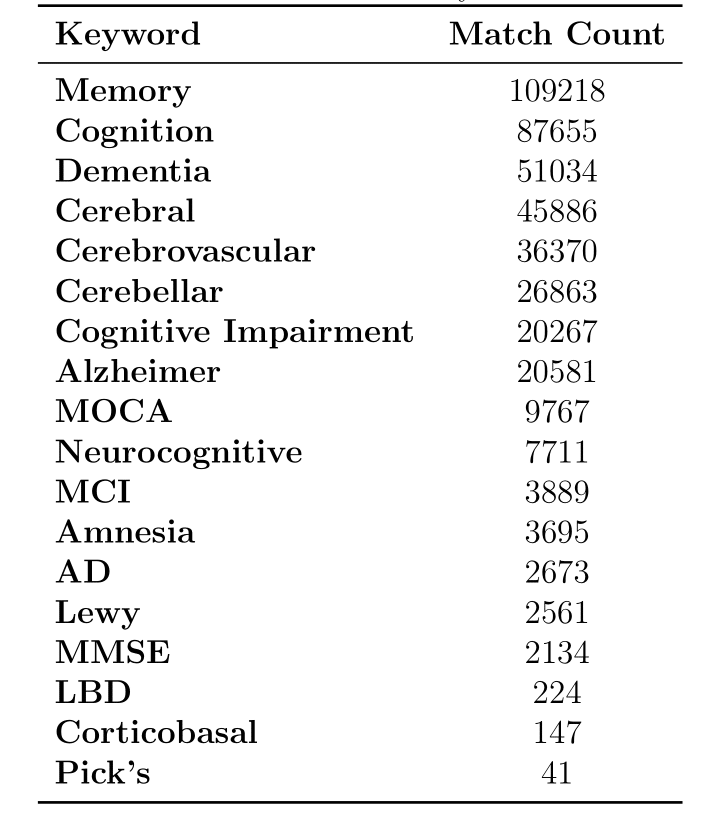 Keyword Match Count
Memory 109218
Cognition 87655
Dementia 51034
Cerebral 45886
Cerebrovascular 36370
Cerebellar 26863
Cognitive Impairment 20267
Alzheimer 20581
MOCA 9767
Neurocognitive 7711
MCI 3889
Amnesia 3695
AD 2673
Lewy 2561
MMSE 2134
LBD 224
Corticobasal 147
Pick's 41